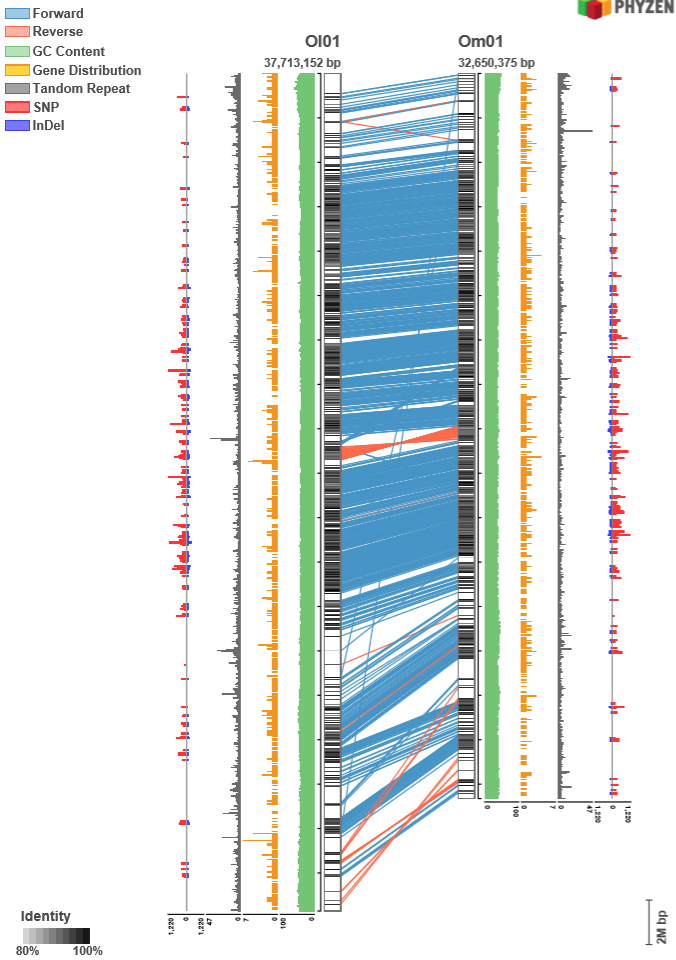 Forward
Reverse
GC Content
Gene Distribution
Tandom Repeat
SNP
InDel
PHYZEN
Ol01
Om01
37,713,152 bp
32,650,375 bp
0
100
0
7
0
47
1,220
0
1,220
1,220
0
1,220
47
0
7
0
100
0
2M bp
Identity
80%
100%